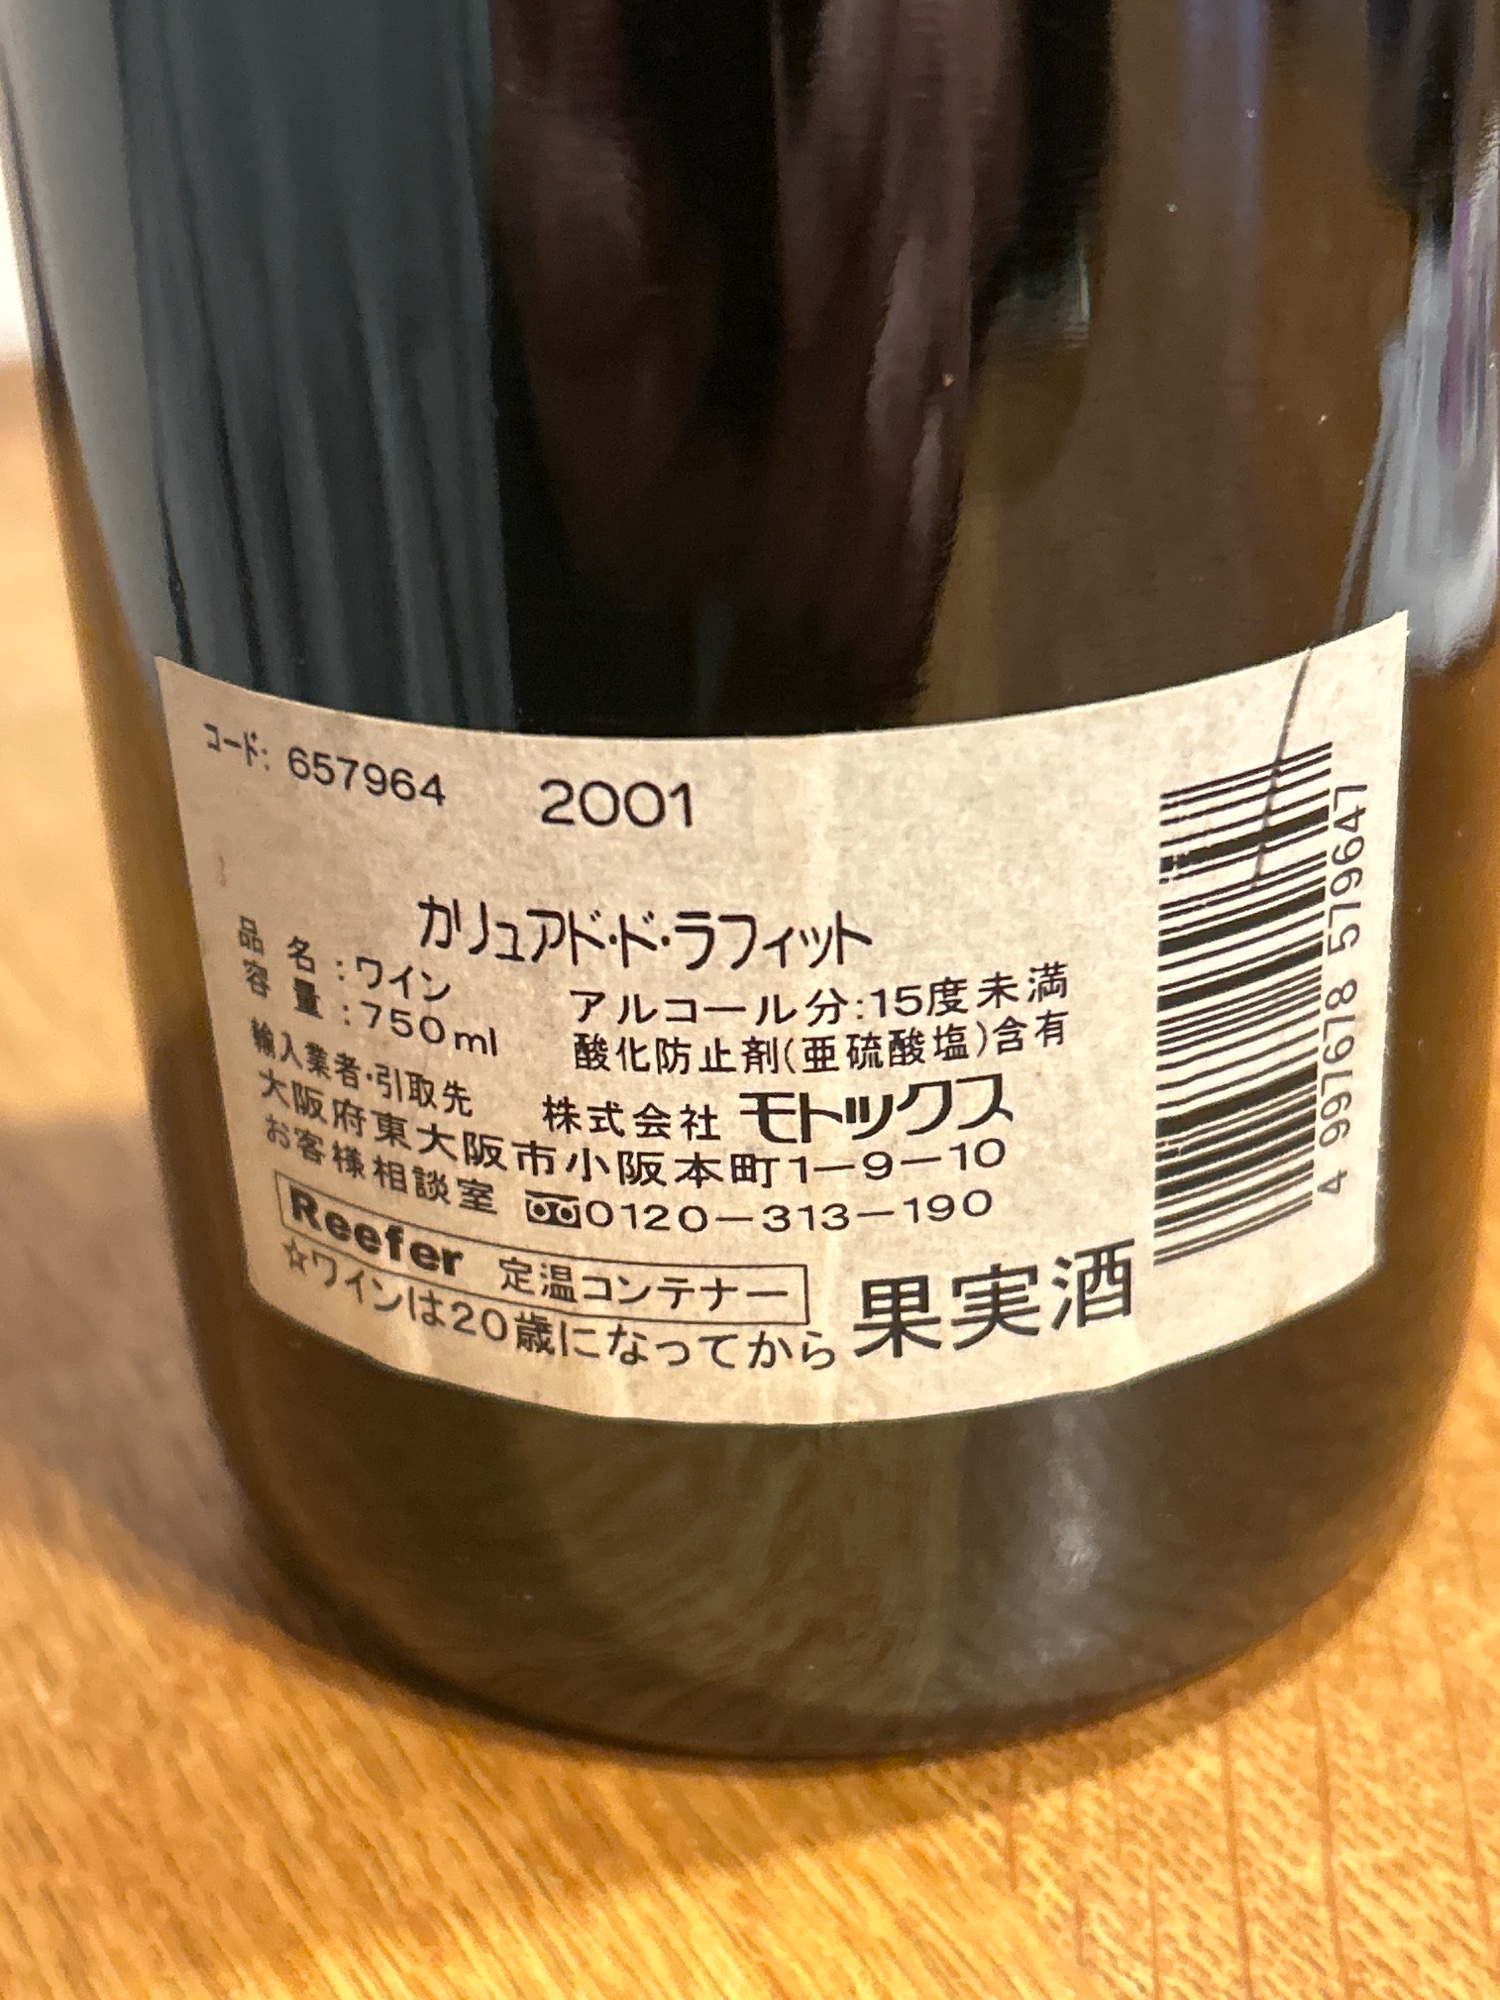 コード: 657964 2001
カリュアド・ド・ラフィット
品 名 :ワイン アルコール分:15度未満
容 量 :750ml 酸化防止剤(亜硫酸塩)含有
輸入業者・引取先 株式会社 モトックス
大阪府東大阪市小阪本町1-9-10
お客様相談室 0120-313-190
Reefer 定温コンテナー
☆ワインは20歳になってから
果実酒
4 997678 579647